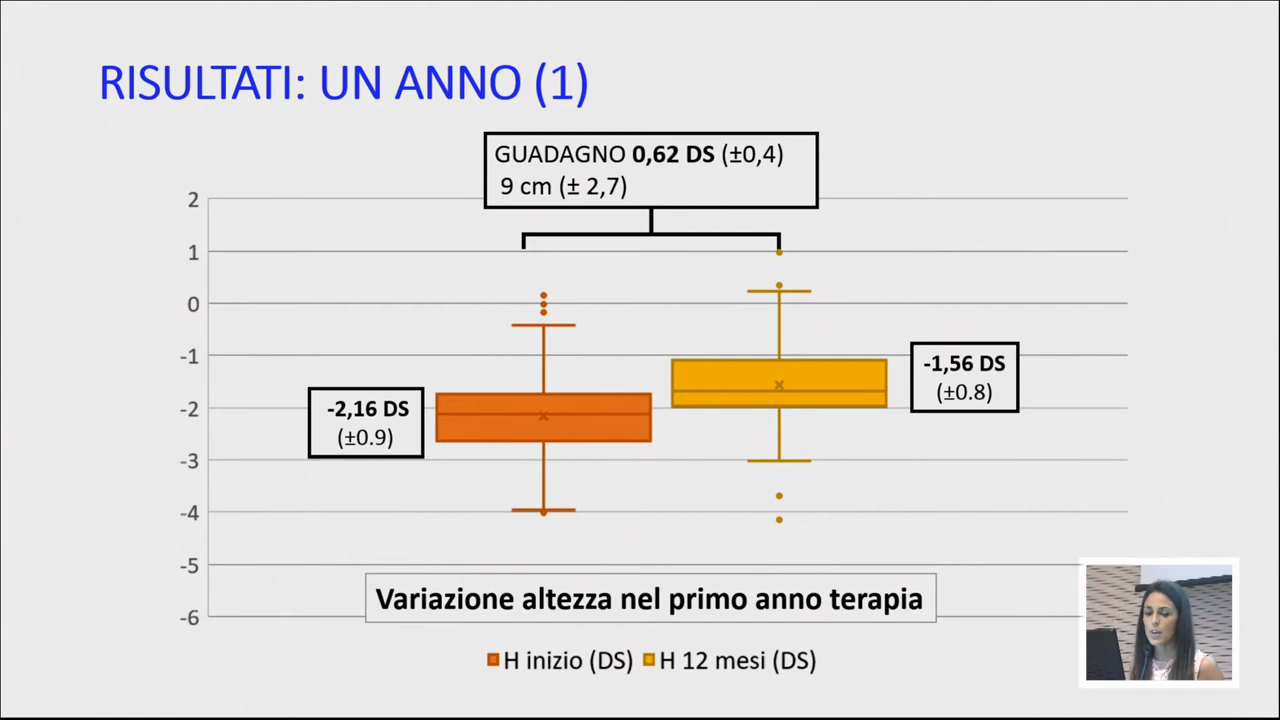 RISULTATI: UN ANNO (1)
GUADAGNO 0,62 DS (±0,4)
9 cm (± 2,7)
2
1
0
-1
-2
-3
-4
-5
-6
-2,16 DS
(±0.9)
-1,56 DS
(±0.8)
Variazione altezza nel primo anno terapia
H inizio (DS)
H 12 mesi (DS)